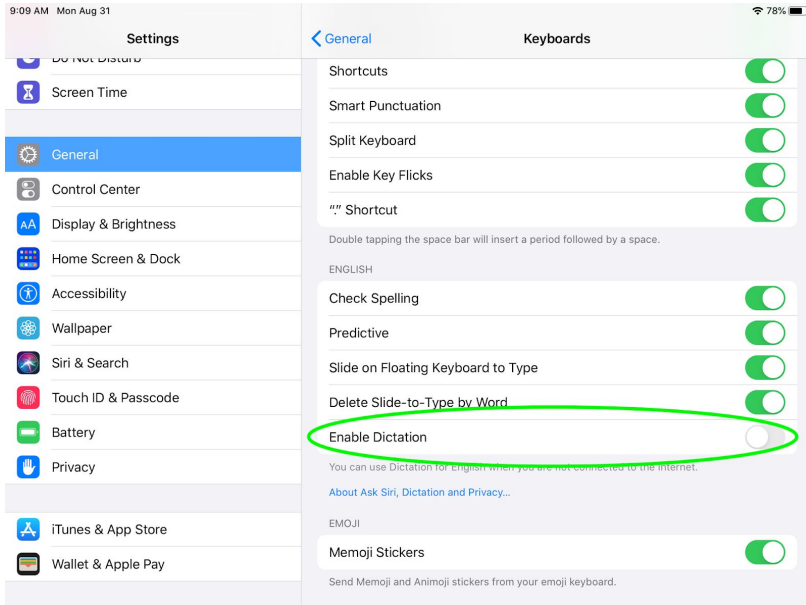 9:09 AM Mon Aug 31
78%
Settings
Do Not Disturb
Screen Time
General
Control Center
AA Display & Brightness
Home Screen & Dock
Accessibility
Wallpaper
Siri & Search
Touch ID & Passcode
Battery
Privacy
iTunes & App Store
Wallet & Apple Pay
General
Keyboards
Shortcuts
Smart Punctuation
Split Keyboard
Enable Key Flicks
“.” Shortcut
Double tapping the space bar will insert a period followed by a space.
ENGLISH
Check Spelling
Predictive
Slide on Floating Keyboard to Type
Delete Slide-to-Type by Word
Enable Dictation
You can use Dictation for English when you are not connected to the Internet.
About Ask Siri, Dictation and Privacy...
EMOJI
Memoji Stickers
Send Memoji and Animoji stickers from your emoji keyboard.